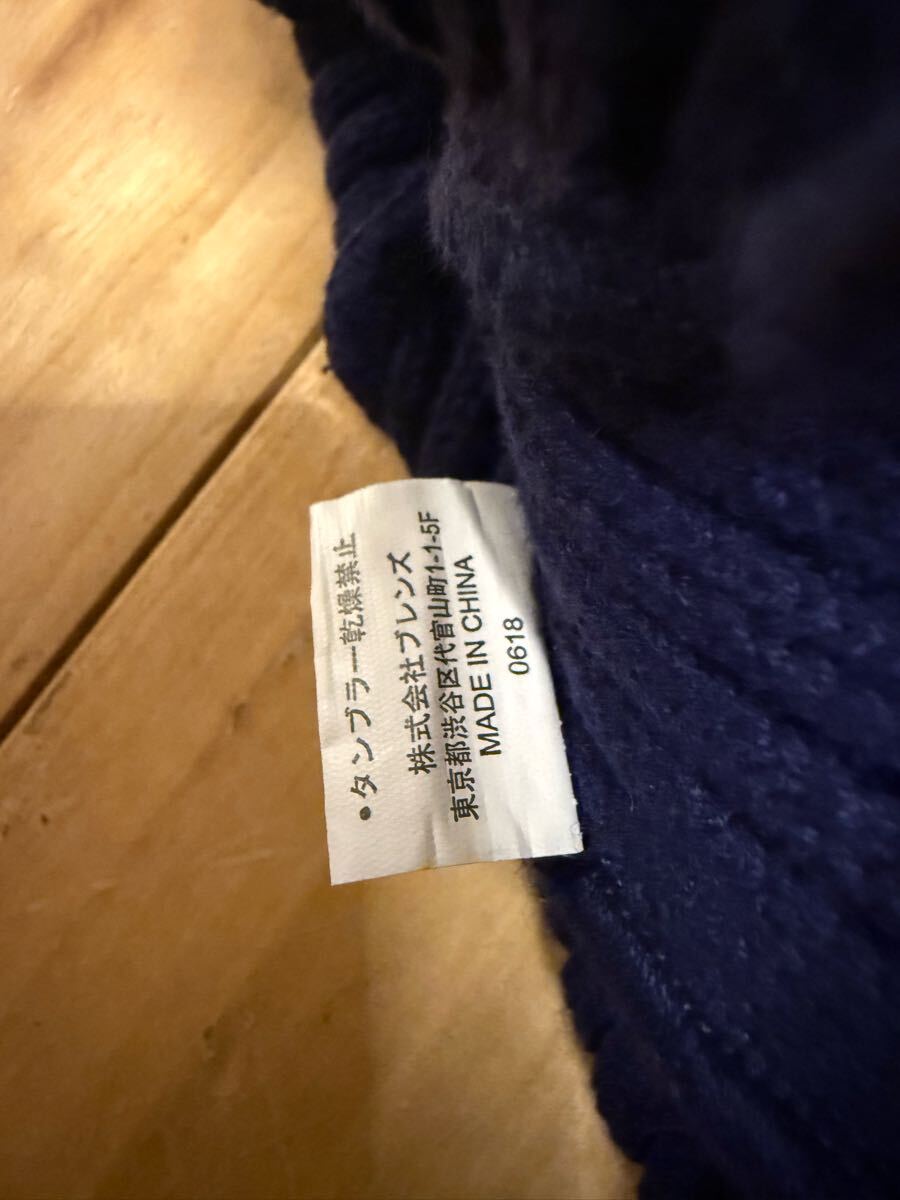 •タンブラー乾燥禁止
株式会社ブレンズ
東京都渋谷区代官山町1-1-5F
MADE IN CHINA
0618